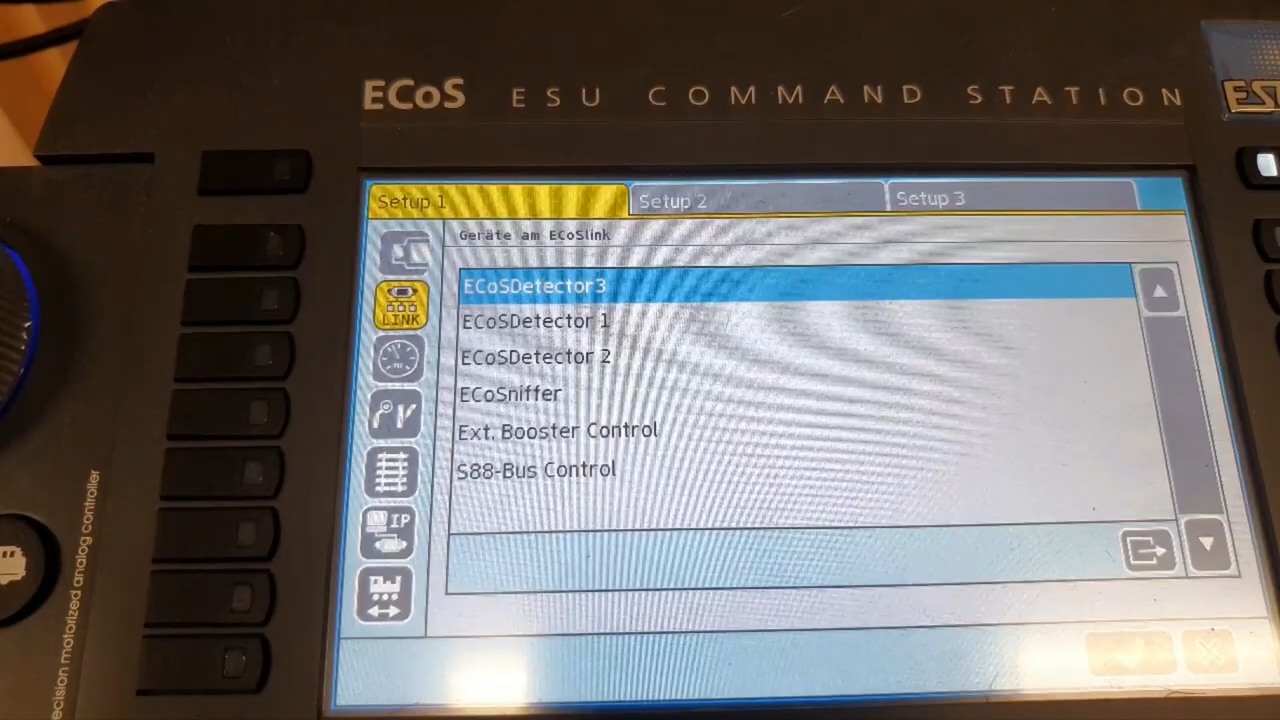 ECoS ESU COMMAND STATION
Setup 1
Setup 2
Setup 3
Geräte am ECoSlink
LINK
IP
ECoSDetector3
ECoSDetector 1
ECoSDetector 2
ECoSniffer
Ext. Booster Control
S88-Bus Control
motorized analog controller